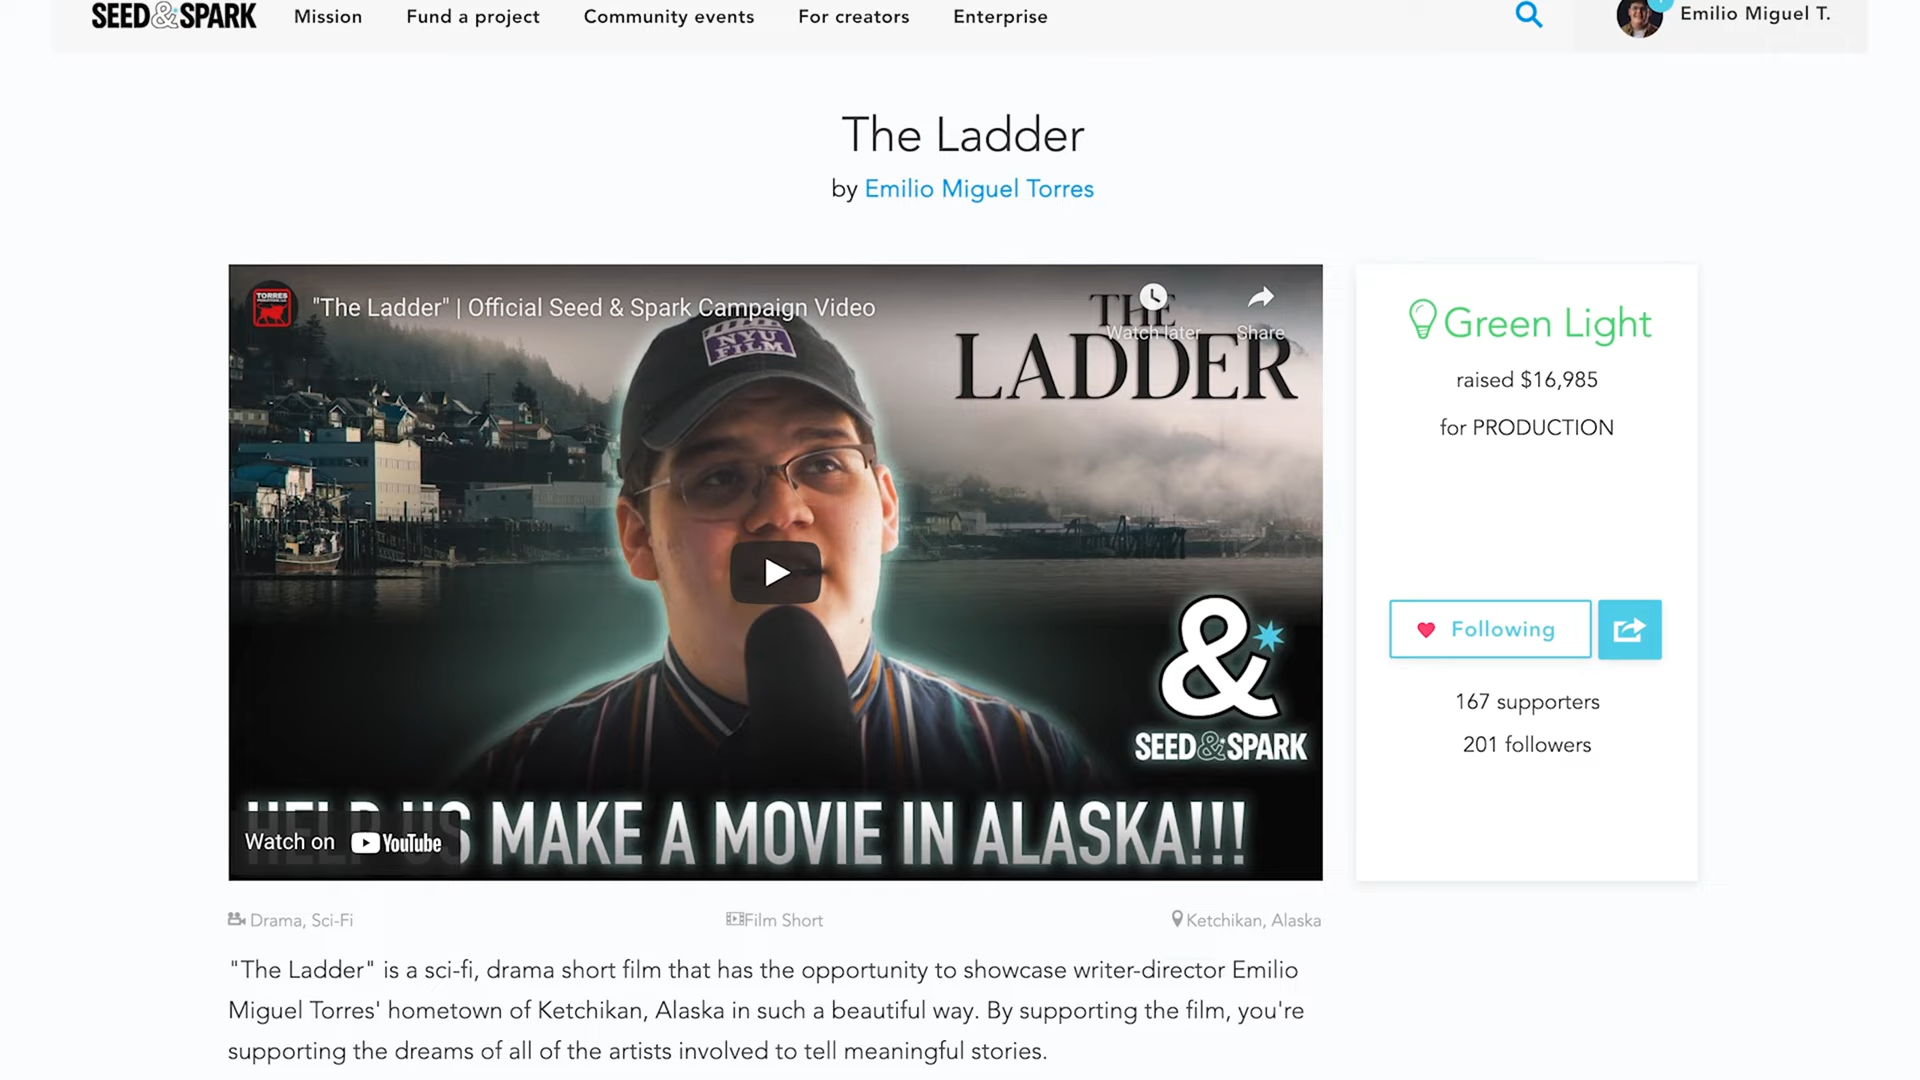 SEED&SPARK Mission Fund a project Community events For creators Enterprise Emilio Miguel T.
The Ladder
by Emilio Miguel Torres
TORRES
"The Ladder" | Official Seed & Spark Campaign Video
Watch later
Share
THE
LADDER
NYU
FILM
&
SEED&SPARK
HELP US MAKE A MOVIE IN ALASKA!!!
Watch on YouTube
Green Light
raised $16,985
for PRODUCTION
Following
167 supporters
201 followers
Drama, Sci-Fi
Film Short
Ketchikan, Alaska
"The Ladder" is a sci-fi, drama short film that has the opportunity to showcase writer-director Emilio
Miguel Torres' hometown of Ketchikan, Alaska in such a beautiful way. By supporting the film, you're
supporting the dreams of all of the artists involved to tell meaningful stories.